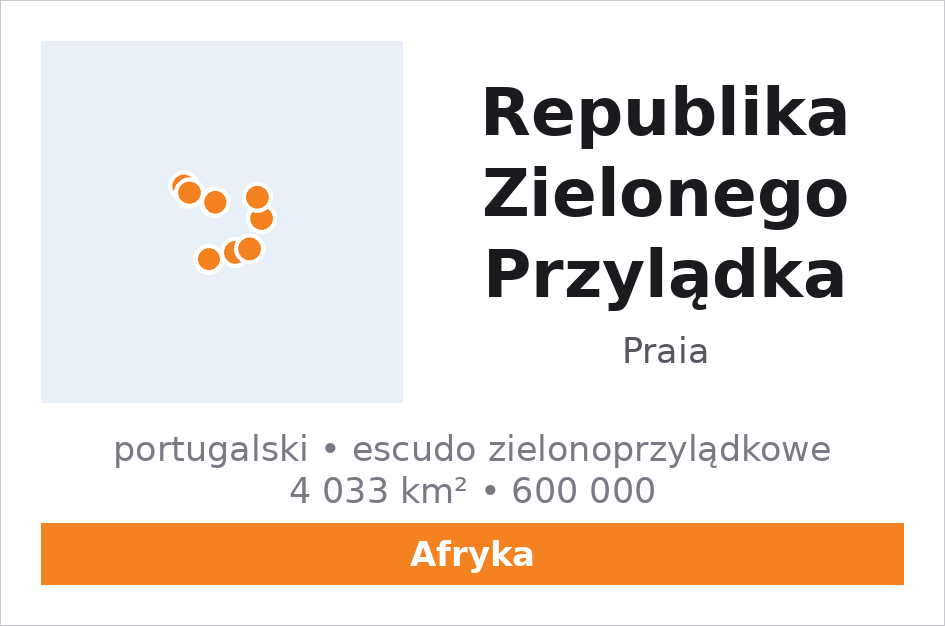 Republika
Zielonego
Przylądka
Praia
portugalski • escudo zielonoprzylądkowe
4 033 km² • 600 000
Afryka